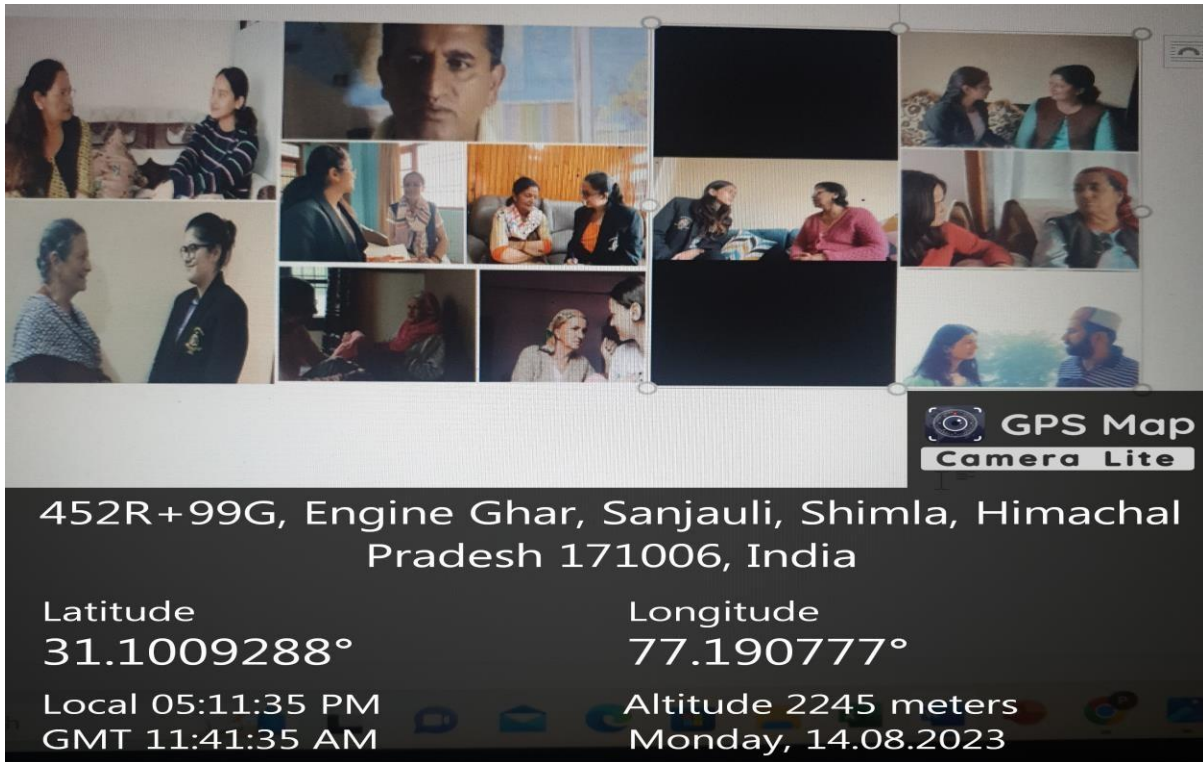 GPS Map
Camera Lite
452R+99G, Engine Ghar, Sanjauli, Shimla, Himachal
Pradesh 171006, India
Latitude
31.1009288°
Longitude
77.190777°
Local 05:11:35 PM
GMT 11:41:35 AM
Altitude 2245 meters
Monday, 14.08.2023